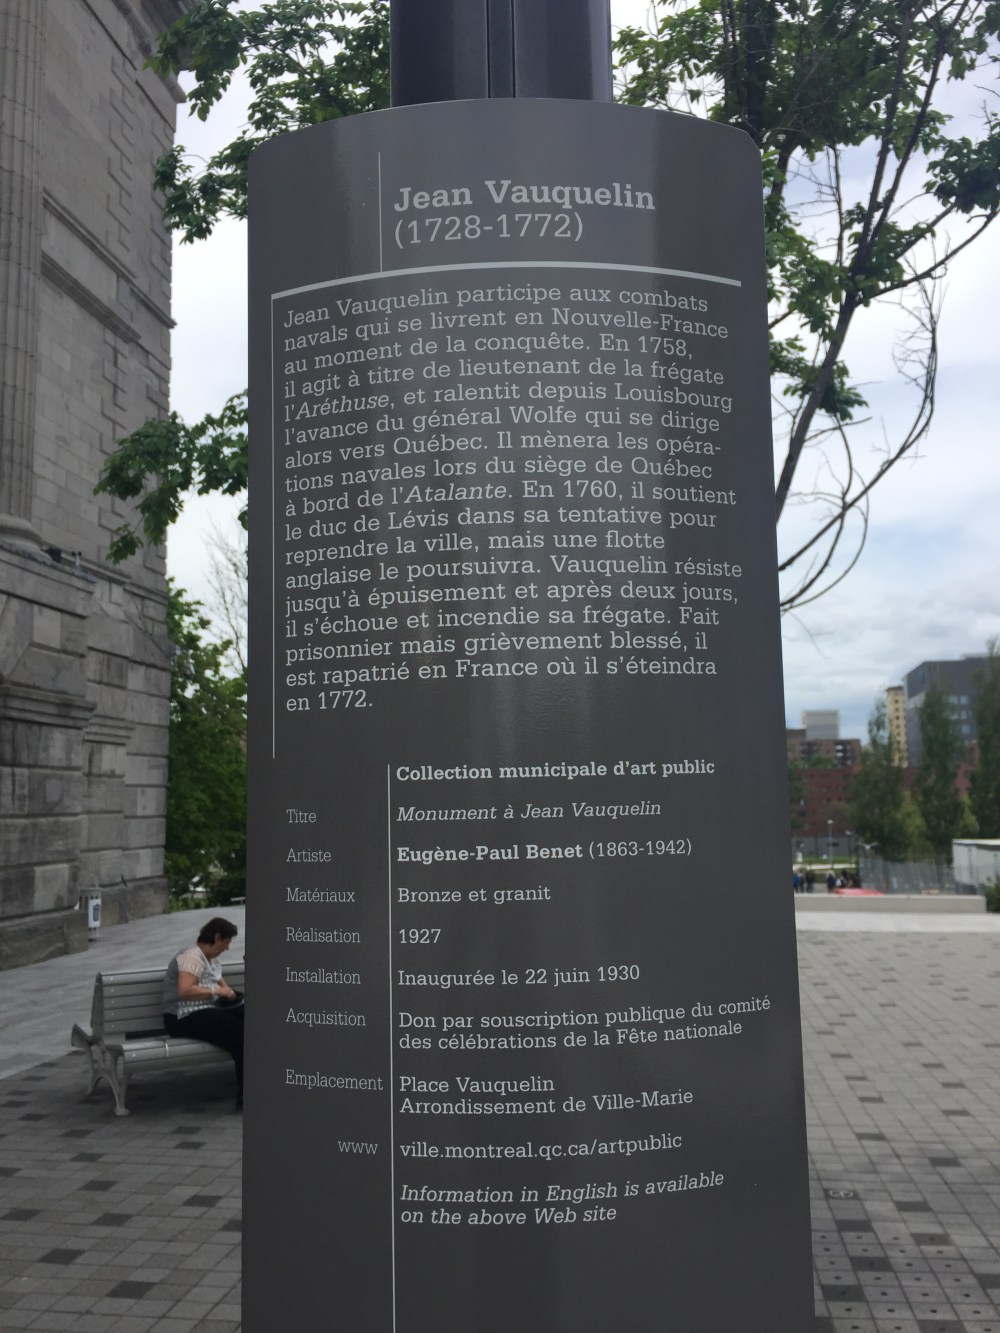 Jean Vauquelin
(1728-1772)
Jean Vauquelin participe aux combats
navals qui se livrent en Nouvelle-France
au moment de la conquête. En 1758,
il agit à titre de lieutenant de la frégate
l'Aréthuse, et ralentit depuis Louisbourg
l'avance du général Wolfe qui se dirige
alors vers Québec. Il mènera les opéra-
tions navales lors du siège de Québec
à bord de l'Atalante. En 1760, il soutient
le duc de Lévis dans sa tentative pour
reprendre la ville, mais une flotte
anglaise le poursuivra. Vauquelin résiste
jusqu'à épuisement et après deux jours,
il s'échoue et incendie sa frégate. Fait
prisonnier mais grièvement blessé, il
est rapatrié en France où il s'éteindra
en 1772.
Collection municipale d'art public
Titre Monument à Jean Vauquelin
Artiste Eugène-Paul Benet (1863-1942)
Matériaux Bronze et granit
Réalisation 1927
Installation Inaugurée le 22 juin 1930
Acquisition Don par souscription publique du comité
des célébrations de la Fête nationale
Emplacement Place Vauquelin
Arrondissement de Ville-Marie
www ville.montreal.qc.ca/artpublic
Information in English is available
on the above Web site